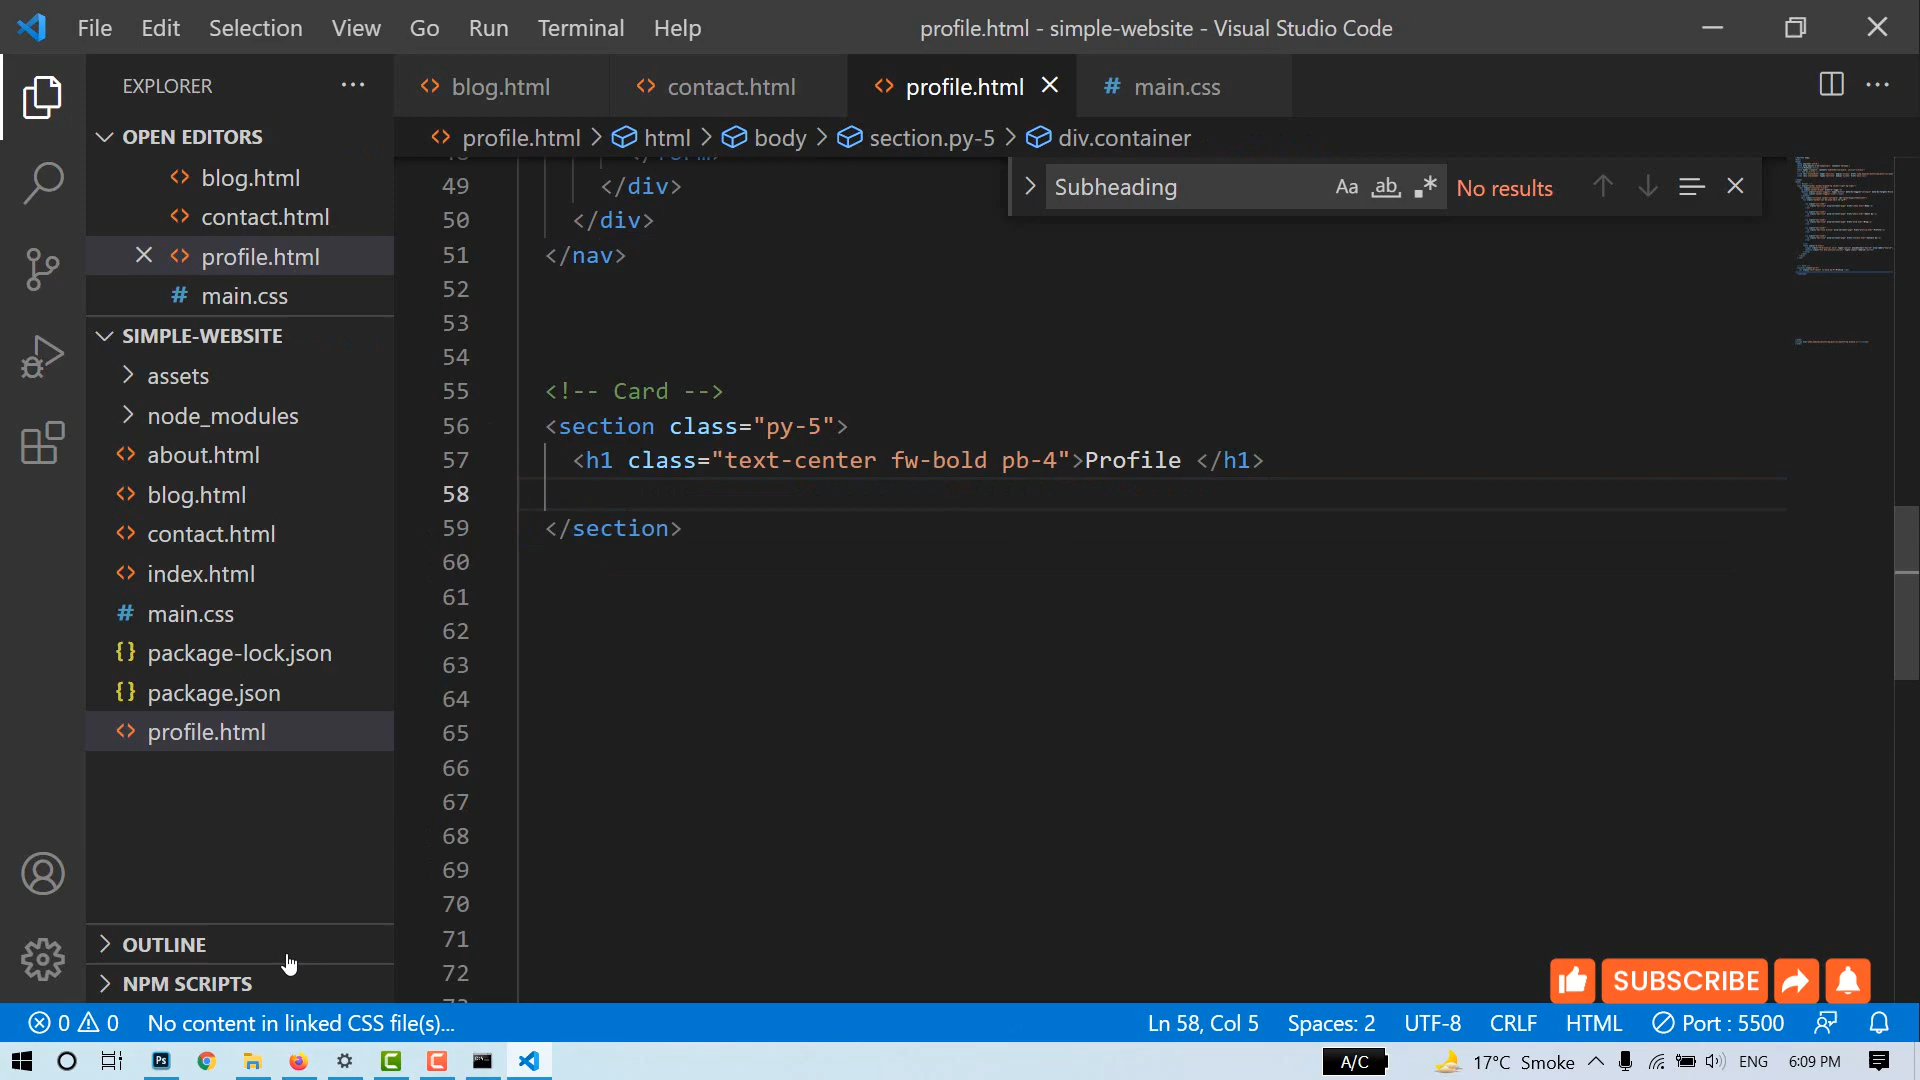 File Edit Selection View Go Run Terminal Help
profile.html - simple-website - Visual Studio Code
EXPLORER ···
blog.html contact.html profile.html main.css
profile.html > html > body > section.py-5 > div.container
OPEN EDITORS
blog.html
contact.html
profile.html
main.css
SIMPLE-WEBSITE
assets
node_modules
about.html
blog.html
contact.html
index.html
main.css
package-lock.json
package.json
profile.html
OUTLINE
NPM SCRIPTS
Subheading Aa ab .* No results
49 </div>
50 </div>
51 </nav>
52
53
54
55 <!-- Card -->
56 <section class="py-5">
57 <h1 class="text-center fw-bold pb-4">Profile </h1>
58
59 </section>
60
61
62
63
64
65
66
67
68
69
70
71
72
SUBSCRIBE
0 0 No content in linked CSS file(s)...
Ln 58, Col 5 Spaces: 2 UTF-8 CRLF HTML Port : 5500
Ps
A/C 17°C Smoke ENG 6:09 PM